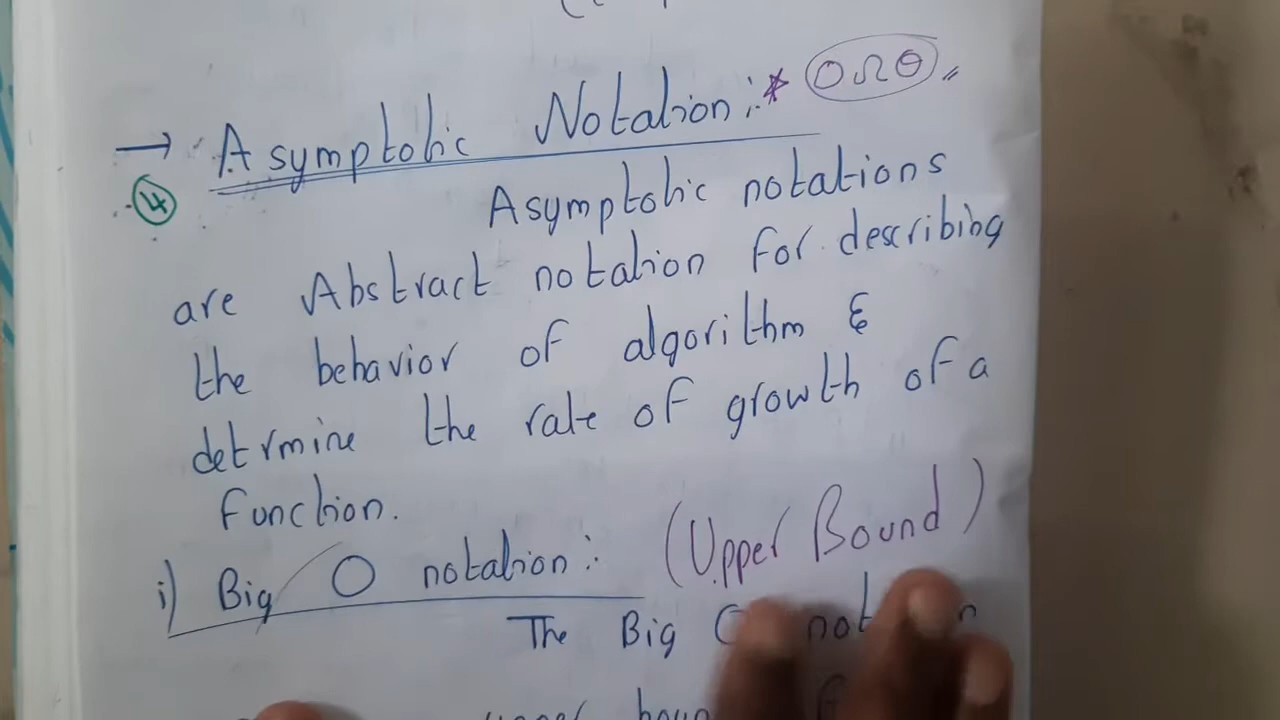 → Asymptotic Notation :* O Ω Θ
④ Asymptotic notations
are Abstract notation for describing
the behavior of algorithm &
detrmine the rate of growth of a
function.
i) Big O notation: (Upper Bound)
The Big
upper